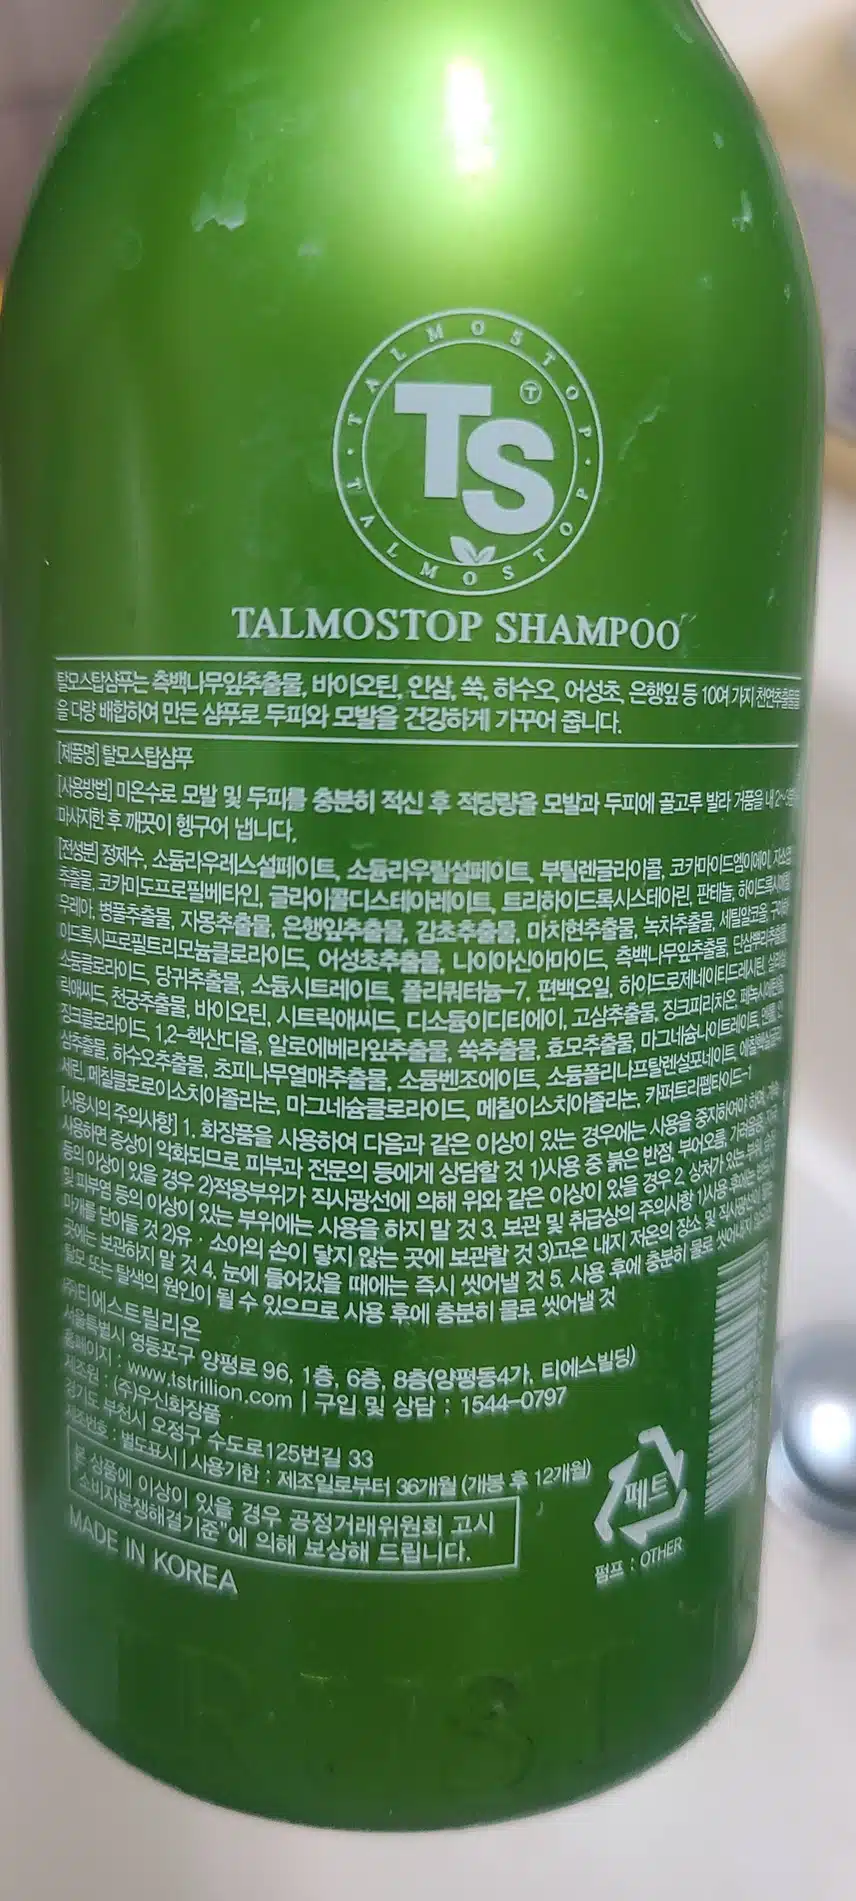 TALMOSTOP · TALMOSTOP ·
TS
TALMOSTOP SHAMPOO
탈모스탑샴푸는 측백나무잎추출물, 바이오틴, 인삼, 쑥, 하수오, 어성초, 은행잎 등 10여 가지 천연추출물
을 다량 배합하여 만든 샴푸로 두피와 모발을 건강하게 가꾸어 줍니다.
[제품명] 탈모스탑샴푸
[사용방법] 미온수로 모발 및 두피를 충분히 적신 후 적당량을 모발과 두피에 골고루 발라 거품을 내
마사지한 후 깨끗이 헹구어 냅니다.
[전성분] 정제수, 소듐라우레스설페이트, 소듐라우릴설페이트, 부틸렌글라이콜, 코카마이드엠이에이,
추출물, 코카미도프로필베타인, 글라이콜디스테아레이트, 트리하이드록시스테아린, 판테놀,
우레아, 병풀추출물, 자몽추출물, 은행잎추출물, 감초추출물, 마치현추출물, 녹차추출물, 세틸알코올,
이드록시프로필트리모늄클로라이드, 어성초추출물, 나이아신아마이드, 측백나무잎추출물, 단삼뿌리추출물,
소듐클로라이드, 당귀추출물, 소듐시트레이트, 폴리쿼터늄-7, 편백오일, 하이드로제네이티드레시틴,
릭애씨드, 천궁추출물, 바이오틴, 시트릭애씨드, 디소듐이디티에이, 고삼추출물, 징크피리치온,
징크클로라이드, 1,2-헥산디올, 알로에베라잎추출물, 쑥추출물, 효모추출물, 마그네슘나이트레이트, 멘톨,
삼추출물, 하수오추출물, 초피나무열매추출물, 소듐벤조에이트, 소듐폴리나프탈렌설포네이트,
세린, 메칠클로로이소치아졸리논, 마그네슘클로라이드, 메칠이소치아졸리논, 카퍼트리펩타이드-1
[사용시의 주의사항] 1. 화장품을 사용하여 다음과 같은 이상이 있는 경우에는 사용을 중지하여야 하며,
사용하면 증상이 악화되므로 피부과 전문의 등에게 상담할 것 1)사용 중 붉은 반점, 부어오름, 가려움증,
등의 이상이 있을 경우 2)적용부위가 직사광선에 의해 위와 같은 이상이 있을 경우 2. 상처가 있는 부위,
및 피부염 등의 이상이 있는 부위에는 사용을 하지 말 것 3. 보관 및 취급상의 주의사항 1)사용 후에는
마개를 닫아둘 것 2)유·소아의 손이 닿지 않는 곳에 보관할 것 3)고온 내지 저온의 장소 및 직사광선이
곳에는 보관하지 말 것 4. 눈에 들어갔을 때에는 즉시 씻어낼 것 5. 사용 후에 충분히 물로 씻어내지
탈모 또는 탈색의 원인이 될 수 있으므로 사용 후에 충분히 물로 씻어낼 것
㈜티에스트릴리온
서울특별시 영등포구 양평로 96, 1층, 6층, 8층(양평동4가, 티에스빌딩)
홈페이지 : www.tstrillion.com | 구입 및 상담 : 1544-0797
제조원 : (주)우신화장품
경기도 부천시 오정구 수도로125번길 33
제조번호 : 별도표시 | 사용기한 : 제조일로부터 36개월 (개봉 후 12개월)
본 상품에 이상이 있을 경우 공정거래위원회 고시
"소비자분쟁해결기준"에 의해 보상해 드립니다.
MADE IN KOREA
페트
펌프 : OTHER